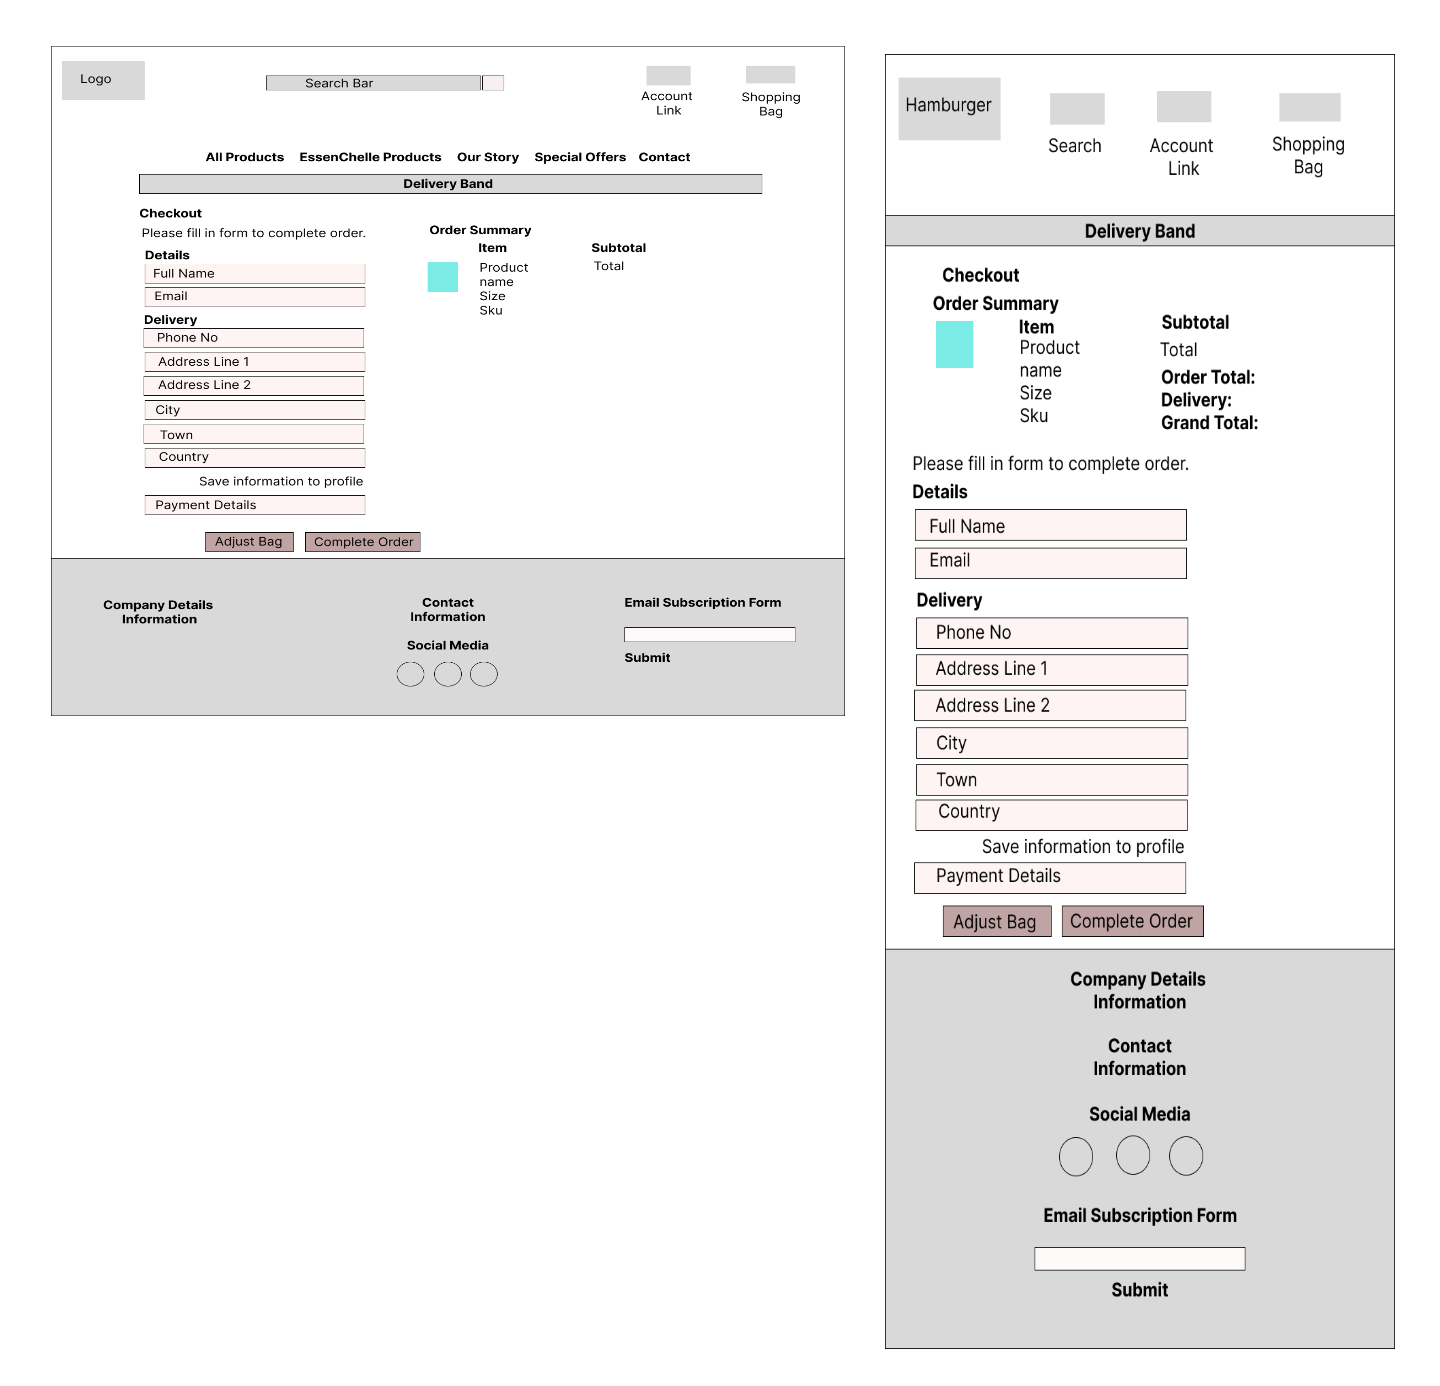 Logo
Search Bar
Account
Link
Shopping
Bag
All Products EssenChelle Products Our Story Special Offers Contact
Delivery Band
Checkout
Please fill in form to complete order.
Details
Full Name
Email
Delivery
Phone No
Address Line 1
Address Line 2
City
Town
Country
Save information to profile
Payment Details
Adjust Bag Complete Order
Order Summary
Item
Product
name
Size
Sku
Subtotal
Total
Company Details
Information
Contact
Information
Social Media
Email Subscription Form
Submit
Hamburger
Search
Account
Link
Shopping
Bag
Delivery Band
Checkout
Order Summary
Item
Product
name
Size
Sku
Subtotal
Total
Order Total:
Delivery:
Grand Total:
Please fill in form to complete order.
Details
Full Name
Email
Delivery
Phone No
Address Line 1
Address Line 2
City
Town
Country
Save information to profile
Payment Details
Adjust Bag Complete Order
Company Details
Information
Contact
Information
Social Media
Email Subscription Form
Submit